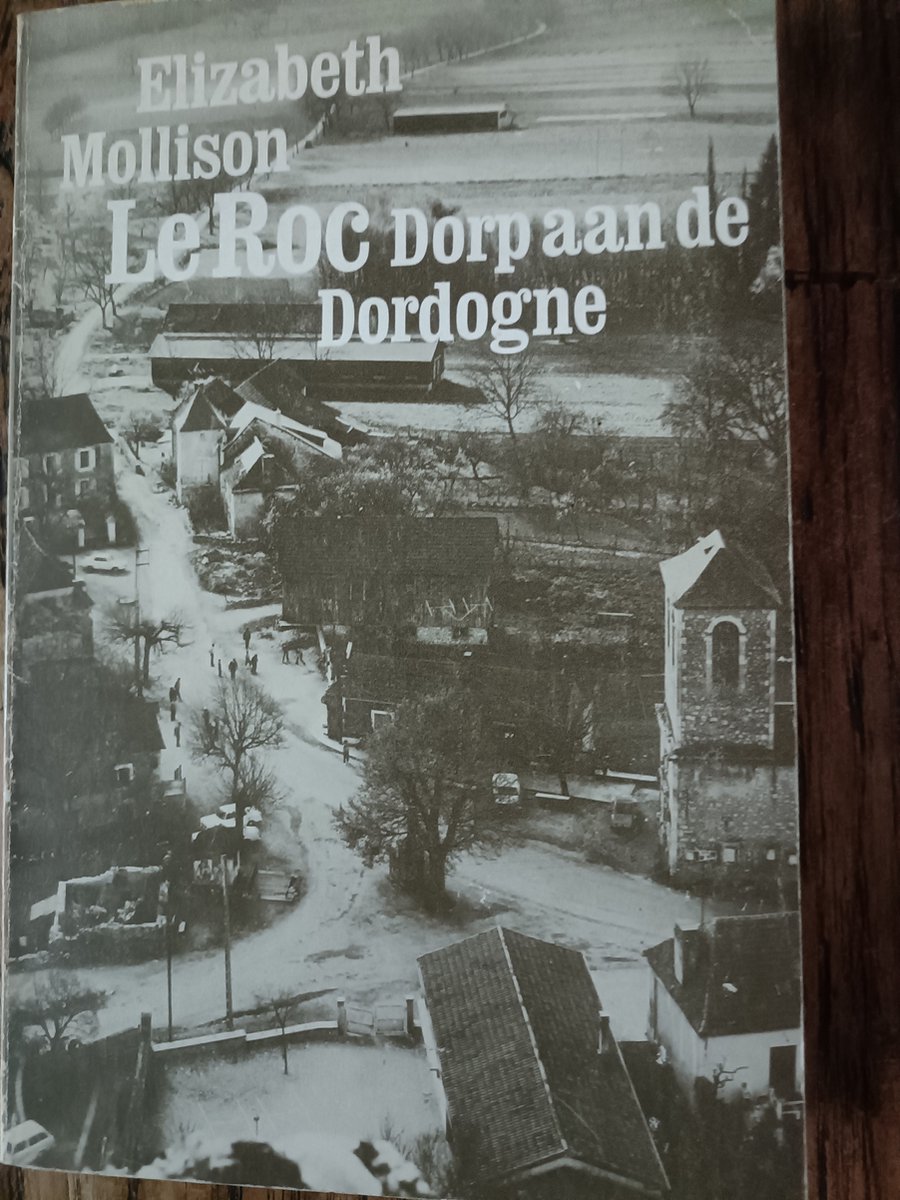 Elizabeth
Mollison
Le Roc Dorp aan de
Dordogne